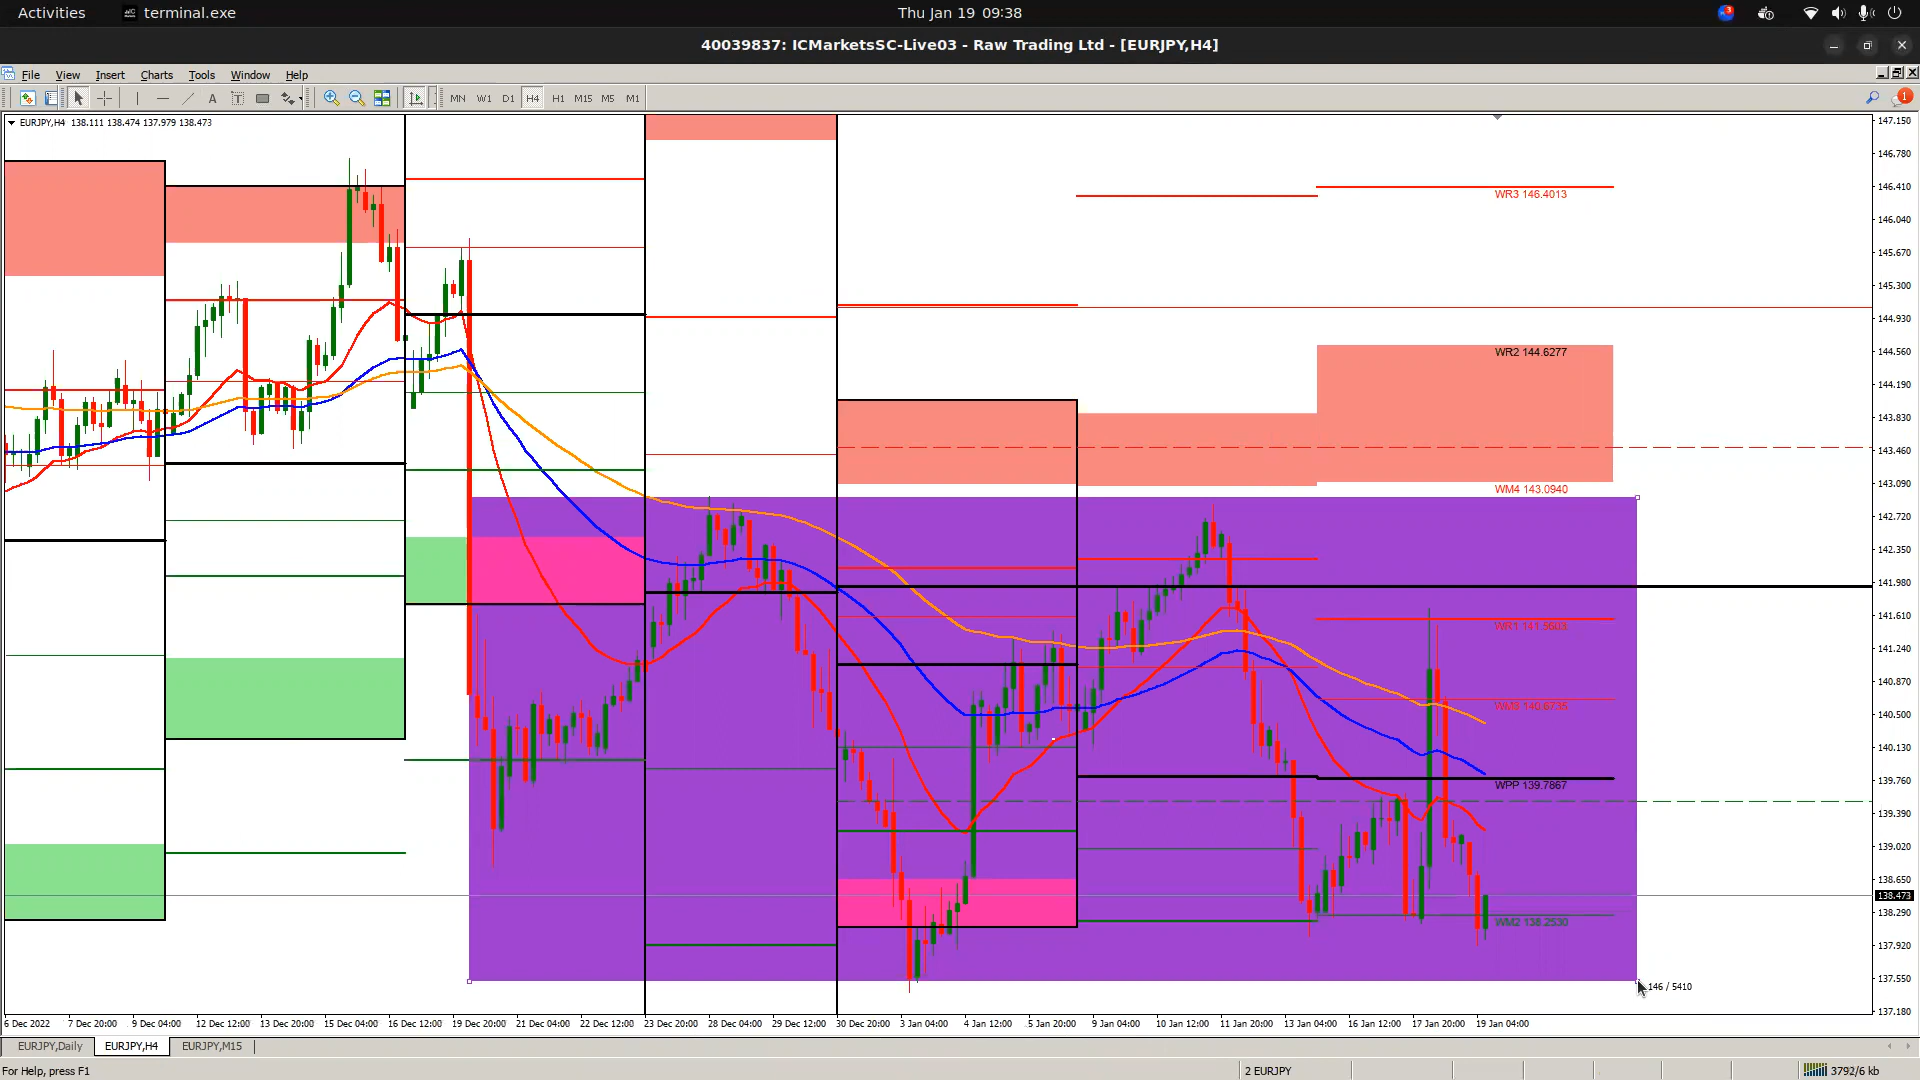 Activities terminal.exe Thu Jan 19 09:38 3
40039837: ICMarketsSC-Live03 - Raw Trading Ltd - [EURJPY,H4]
File View Insert Charts Tools Window Help
A T MN W1 D1 H4 H1 M15 M5 M1 1
EURJPY,H4 138.111 138.474 137.979 138.473
147.150
146.780
146.410
WR3 146.4013
146.040
145.670
145.300
144.930
WR2 144.6277
144.560
144.190
143.830
143.460
WM4 143.0940
143.090
142.720
142.350
141.980
141.610
WR1 141.5603
141.240
140.870
WM3 140.6735
140.500
140.130
139.760
WPP 139.7867
139.390
139.020
138.650
138.473
138.290
WM2 138.2530
137.920
137.550
146 / 5410
137.180
6 Dec 2022 7 Dec 20:00 9 Dec 04:00 12 Dec 12:00 13 Dec 20:00 15 Dec 04:00 16 Dec 12:00 19 Dec 20:00 21 Dec 04:00 22 Dec 12:00 23 Dec 20:00 28 Dec 04:00 29 Dec 12:00 30 Dec 20:00 3 Jan 04:00 4 Jan 12:00 5 Jan 20:00 9 Jan 04:00 10 Jan 12:00 11 Jan 20:00 13 Jan 04:00 16 Jan 12:00 17 Jan 20:00 19 Jan 04:00
EURJPY,Daily EURJPY,H4 EURJPY,M15
For Help, press F1 2 EURJPY 3792/6 kb